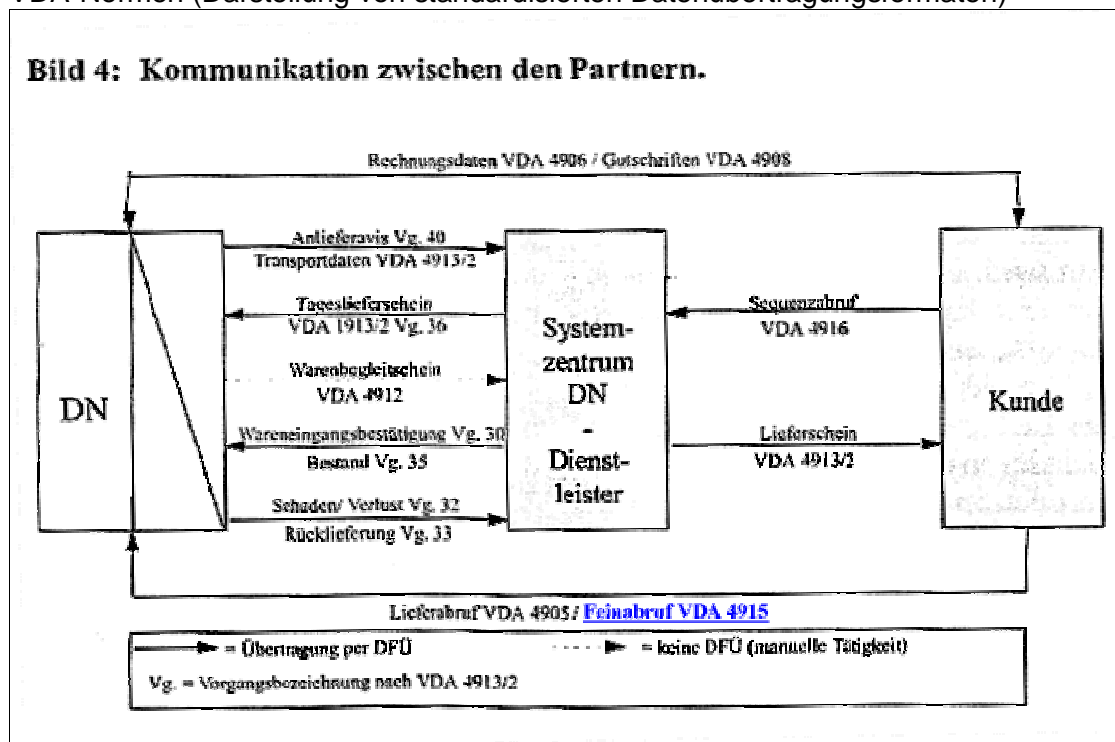 VDA-Normen (Darstellung von standardisierten Datenübertragungsformaten)
Bild 4: Kommunikation zwischen den Partnern.
Rechnungsdaten VDA 4906 / Gutschriften VDA 4908
Anlieferavis Vg. 40
Transportdaten VDA 4913/2
Tageslieferschein
VDA 1913/2 Vg. 36
Warenbegleitschein
VDA 4912
Wareneingangsbestätigung Vg. 30
Bestand Vg. 35
Schaden/ Verlust Vg. 32
Rücklieferung Vg. 33
DN
System-
zentrum
DN
-
Dienst-
leister
Sequenzabruf
VDA 4916
Lieferschein
VDA 4913/2
Kunde
Lieferabruf VDA 4905/ Feinabruf VDA 4915
= Übertragung per DFÜ
= keine DFÜ (manuelle Tätigkeit)
Vg. = Vorgangsbezeichnung nach VDA 4913/2